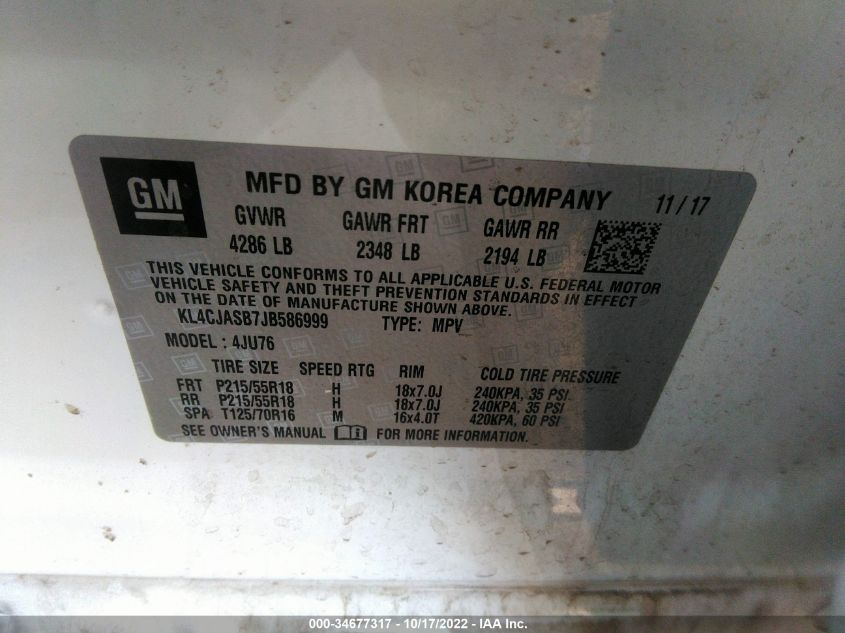 GM MFD BY GM KOREA COMPANY 11/17
GVWR GAWR FRT GAWR RR
4286 LB 2348 LB 2194 LB
THIS VEHICLE CONFORMS TO ALL APPLICABLE U.S. FEDERAL MOTOR
VEHICLE SAFETY AND THEFT PREVENTION STANDARDS IN EFFECT
ON THE DATE OF MANUFACTURE SHOWN ABOVE.
KL4CJASB7JB586999 TYPE: MPV
MODEL : 4JU76
TIRE SIZE SPEED RTG RIM COLD TIRE PRESSURE
FRT P215/55R18 H 18x7.0J 240KPA, 35 PSI
RR P215/55R18 H 18x7.0J 240KPA, 35 PSI
SPA T125/70R16 M 16x4.0T 420KPA, 60 PSI
SEE OWNER'S MANUAL FOR MORE INFORMATION.
000-34677317 - 10/17/2022 - IAA Inc.